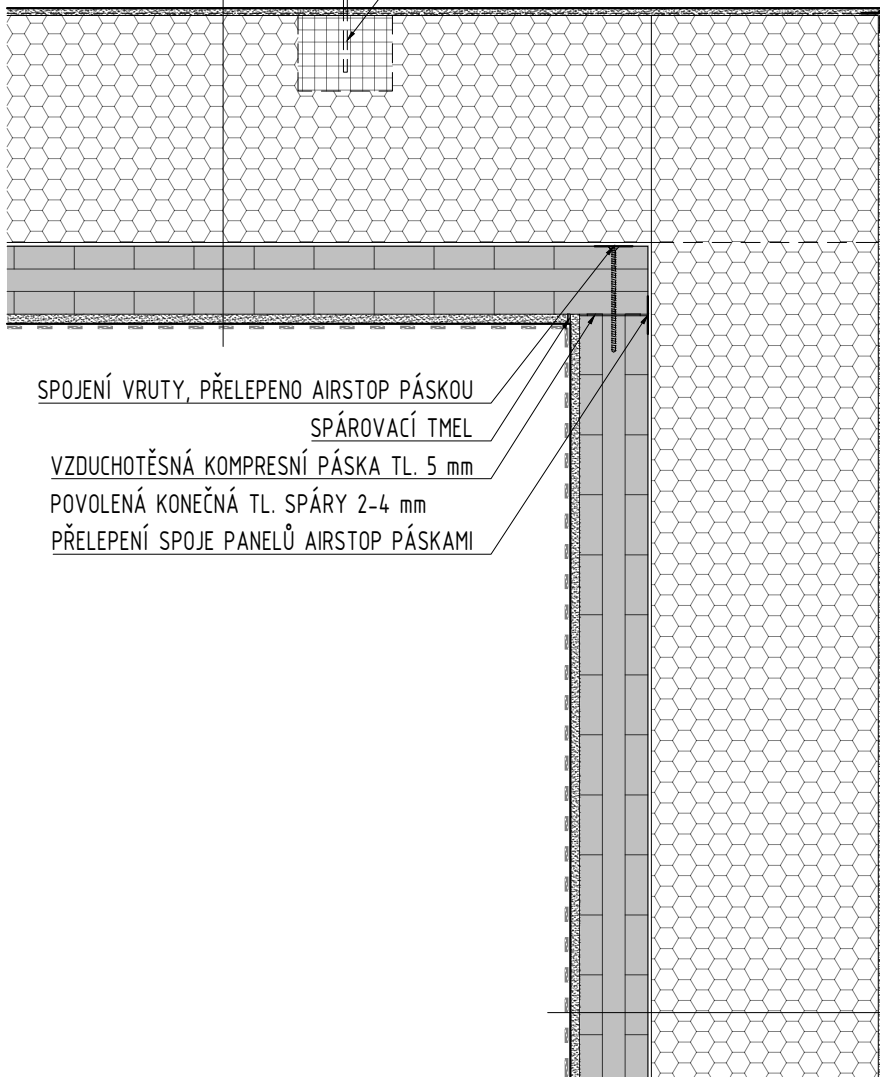 SPOJENÍ VRUTY, PŘELEPENO AIRSTOP PÁSKOU
SPÁROVACÍ TMEL
VZDUCHOTĚSNÁ KOMPRESNÍ PÁSKA TL. 5 mm
POVOLENÁ KONEČNÁ TL. SPÁRY 2-4 mm
PŘELEPENÍ SPOJE PANELŮ AIRSTOP PÁSKAMI